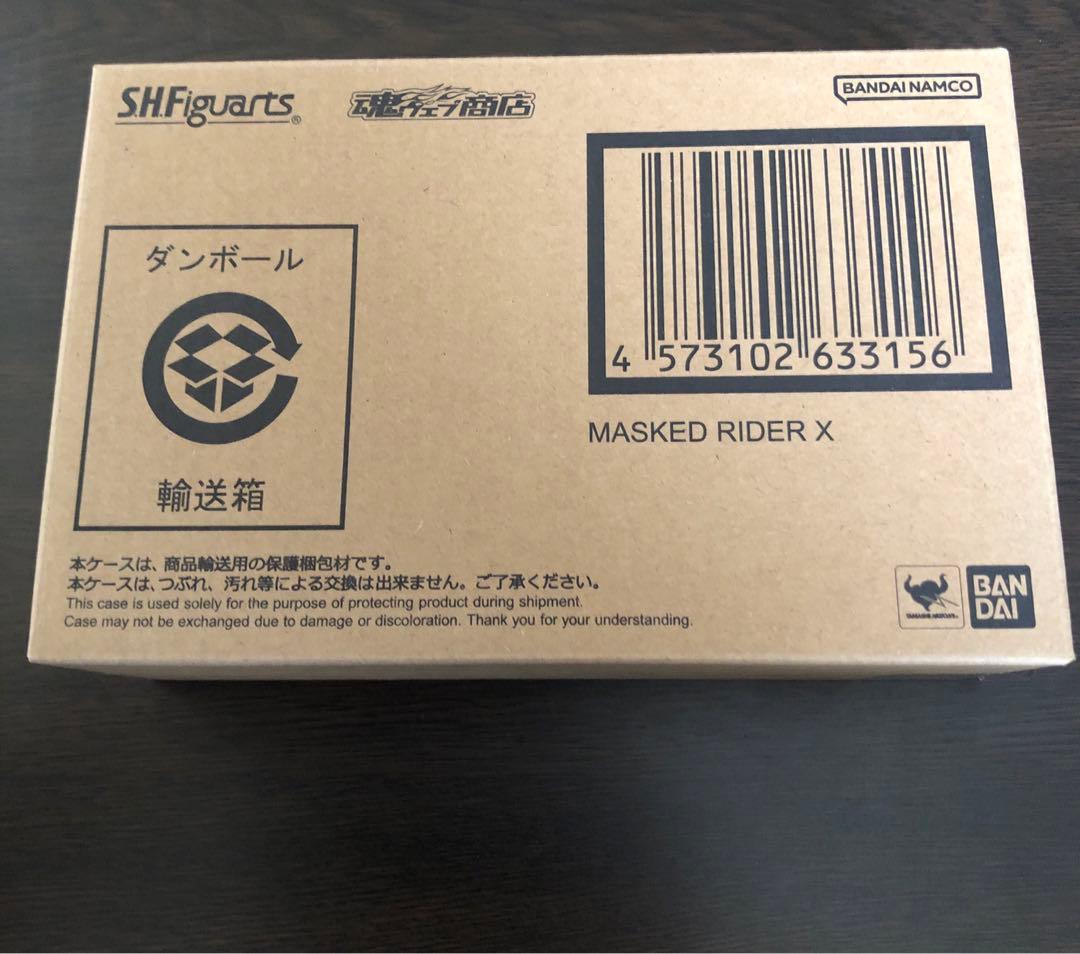 S.H.Figuarts®
魂ウェブ商店
BANDAI NAMCO
ダンボール
輸送箱
4 573102 633156
MASKED RIDER X
本ケースは、商品輸送用の保護梱包材です。
本ケースは、つぶれ、汚れ等による交換は出来ません。ご了承ください。
This case is used solely for the purpose of protecting product during shipment.
Case may not be exchanged due to damage or discoloration. Thank you for your understanding.
TAMASHII NATIONS
BAN
DAI